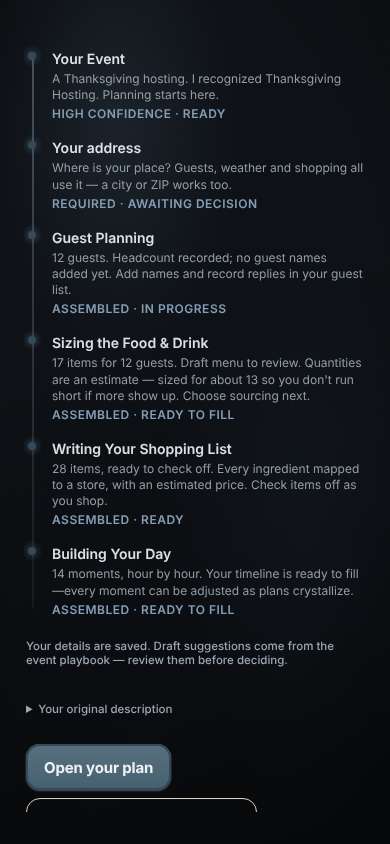 Your Event
A Thanksgiving hosting. I recognized Thanksgiving
Hosting. Planning starts here.
HIGH CONFIDENCE · READY
Your address
Where is your place? Guests, weather and shopping all
use it — a city or ZIP works too.
REQUIRED · AWAITING DECISION
Guest Planning
12 guests. Headcount recorded; no guest names
added yet. Add names and record replies in your guest
list.
ASSEMBLED · IN PROGRESS
Sizing the Food & Drink
17 items for 12 guests. Draft menu to review. Quantities
are an estimate — sized for about 13 so you don't run
short if more show up. Choose sourcing next.
ASSEMBLED · READY TO FILL
Writing Your Shopping List
28 items, ready to check off. Every ingredient mapped
to a store, with an estimated price. Check items off as
you shop.
ASSEMBLED · READY
Building Your Day
14 moments, hour by hour. Your timeline is ready to fill
—every moment can be adjusted as plans crystallize.
ASSEMBLED · READY TO FILL
Your details are saved. Draft suggestions come from the
event playbook — review them before deciding.
Your original description
Open your plan